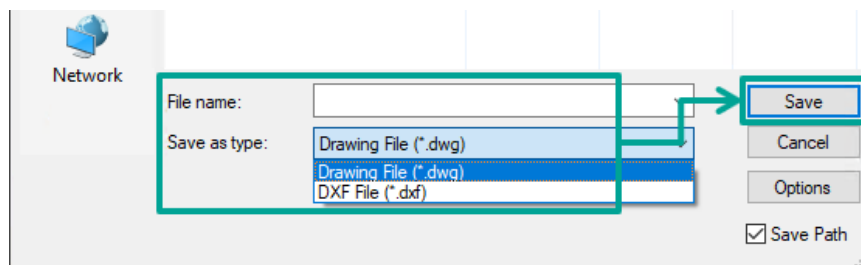 Network
File name:
Save
Save as type:
Drawing File (*.dwg)
Cancel
Drawing File (*.dwg)
DXF File (*.dxf)
Options
Save Path